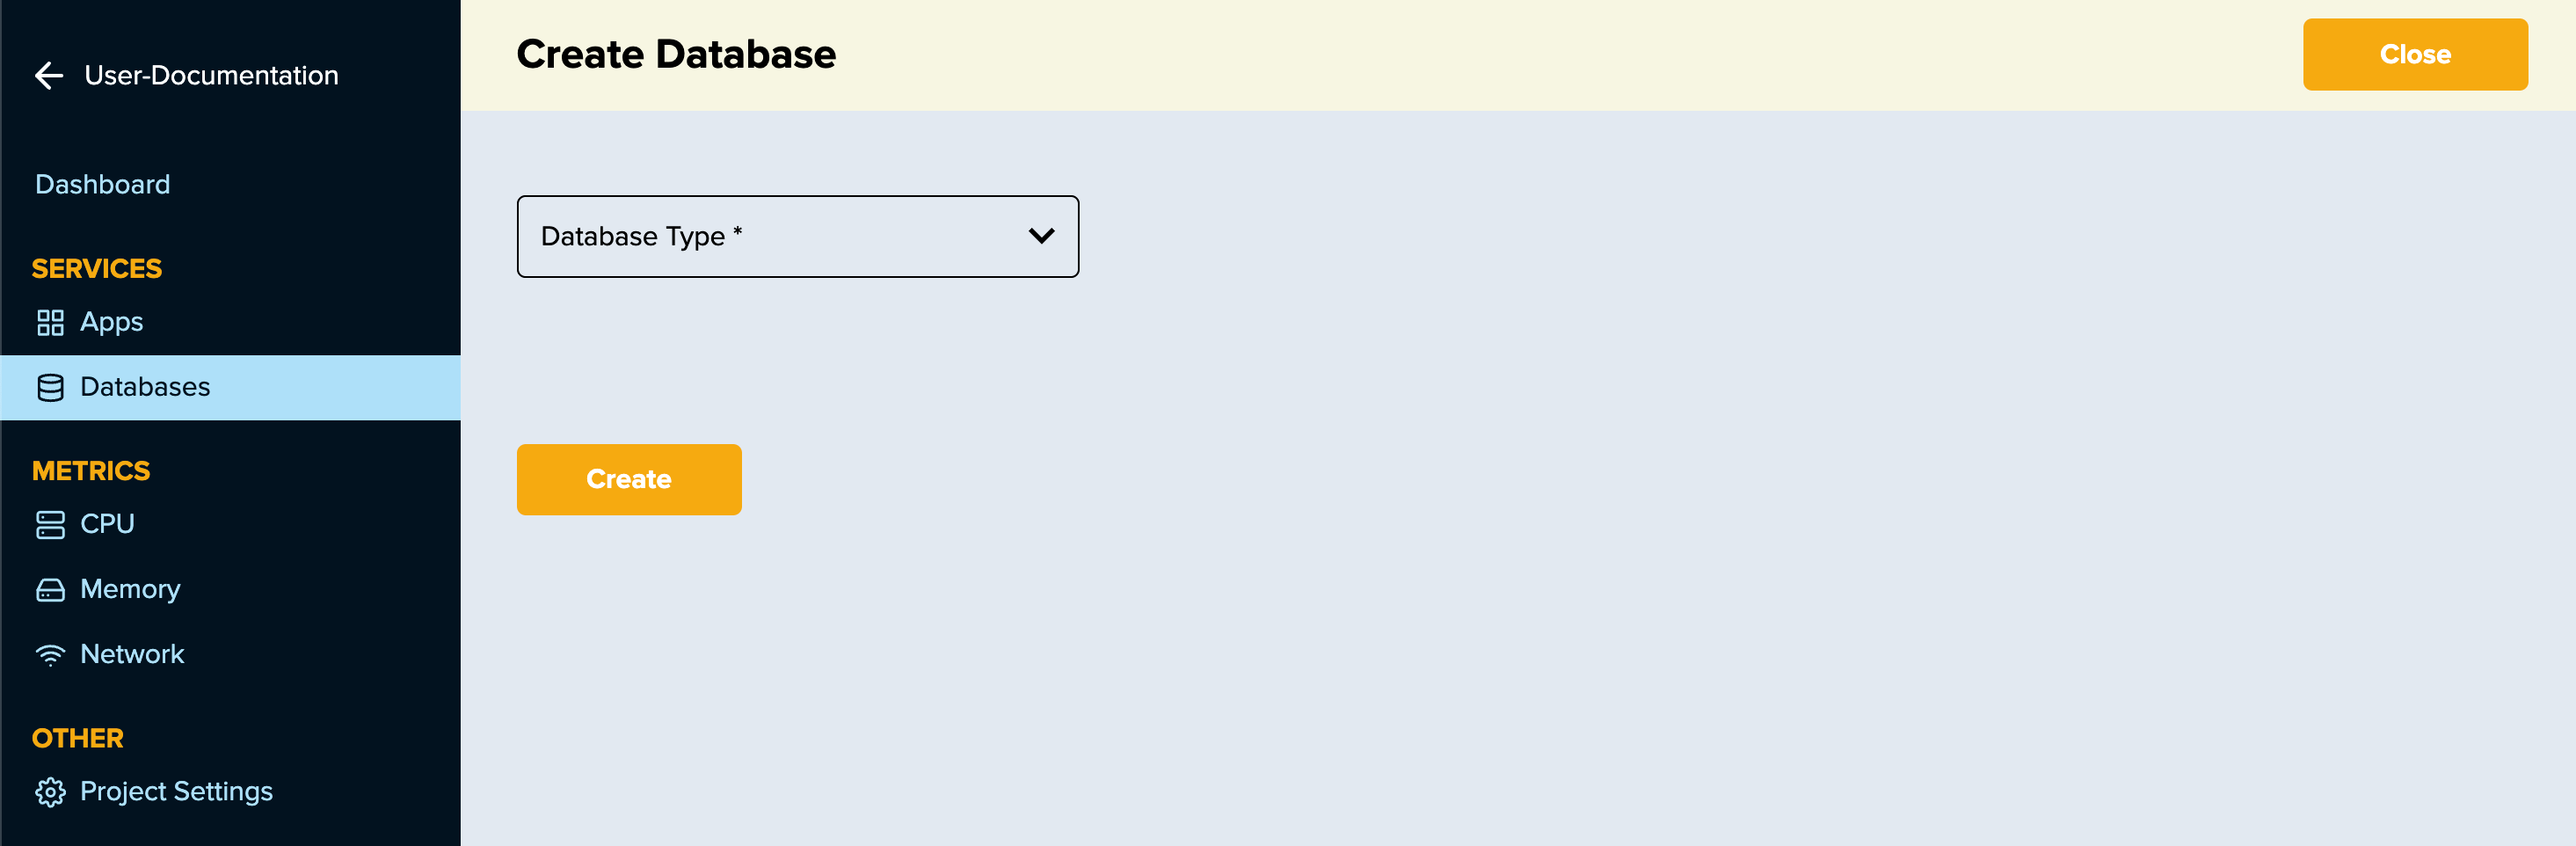 User-Documentation
Dashboard
SERVICES
Apps
Databases
METRICS
CPU
Memory
Network
OTHER
Project Settings
Create Database
Close
Database Type *
Create